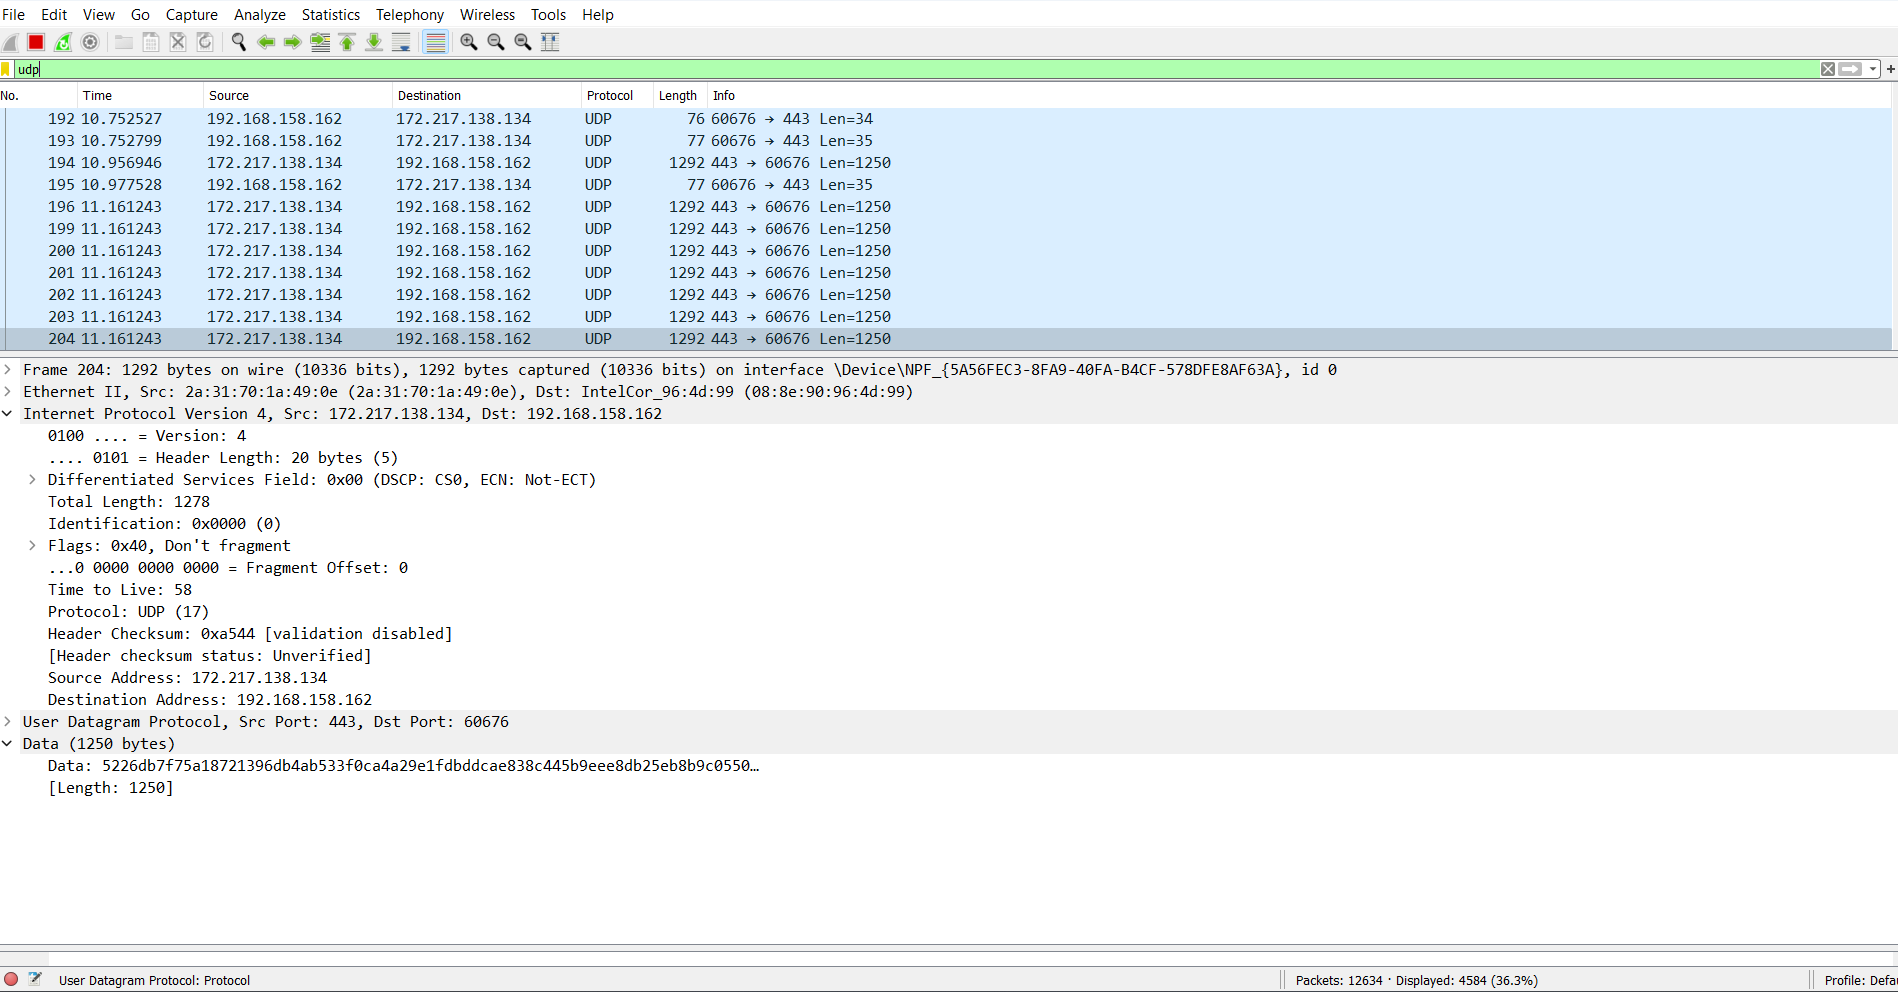 File Edit View Go Capture Analyze Statistics Telephony Wireless Tools Help
udp
No. Time Source Destination Protocol Length Info
192 10.752527 192.168.158.162 172.217.138.134 UDP 76 60676 → 443 Len=34
193 10.752799 192.168.158.162 172.217.138.134 UDP 77 60676 → 443 Len=35
194 10.956946 172.217.138.134 192.168.158.162 UDP 1292 443 → 60676 Len=1250
195 10.977528 192.168.158.162 172.217.138.134 UDP 77 60676 → 443 Len=35
196 11.161243 172.217.138.134 192.168.158.162 UDP 1292 443 → 60676 Len=1250
199 11.161243 172.217.138.134 192.168.158.162 UDP 1292 443 → 60676 Len=1250
200 11.161243 172.217.138.134 192.168.158.162 UDP 1292 443 → 60676 Len=1250
201 11.161243 172.217.138.134 192.168.158.162 UDP 1292 443 → 60676 Len=1250
202 11.161243 172.217.138.134 192.168.158.162 UDP 1292 443 → 60676 Len=1250
203 11.161243 172.217.138.134 192.168.158.162 UDP 1292 443 → 60676 Len=1250
204 11.161243 172.217.138.134 192.168.158.162 UDP 1292 443 → 60676 Len=1250
Frame 204: 1292 bytes on wire (10336 bits), 1292 bytes captured (10336 bits) on interface \Device\NPF_{5A56FEC3-8FA9-40FA-B4CF-578DFE8AF63A}, id 0
Ethernet II, Src: 2a:31:70:1a:49:0e (2a:31:70:1a:49:0e), Dst: IntelCor_96:4d:99 (08:8e:90:96:4d:99)
Internet Protocol Version 4, Src: 172.217.138.134, Dst: 192.168.158.162
0100 .... = Version: 4
.... 0101 = Header Length: 20 bytes (5)
Differentiated Services Field: 0x00 (DSCP: CS0, ECN: Not-ECT)
Total Length: 1278
Identification: 0x0000 (0)
Flags: 0x40, Don't fragment
...0 0000 0000 0000 = Fragment Offset: 0
Time to Live: 58
Protocol: UDP (17)
Header Checksum: 0xa544 [validation disabled]
[Header checksum status: Unverified]
Source Address: 172.217.138.134
Destination Address: 192.168.158.162
User Datagram Protocol, Src Port: 443, Dst Port: 60676
Data (1250 bytes)
Data: 5226db7f75a18721396db4ab533f0ca4a29e1fdbddcae838c445b9eee8db25eb8b9c0550…
[Length: 1250]
User Datagram Protocol: Protocol Packets: 12634 · Displayed: 4584 (36.3%) Profile: Defa